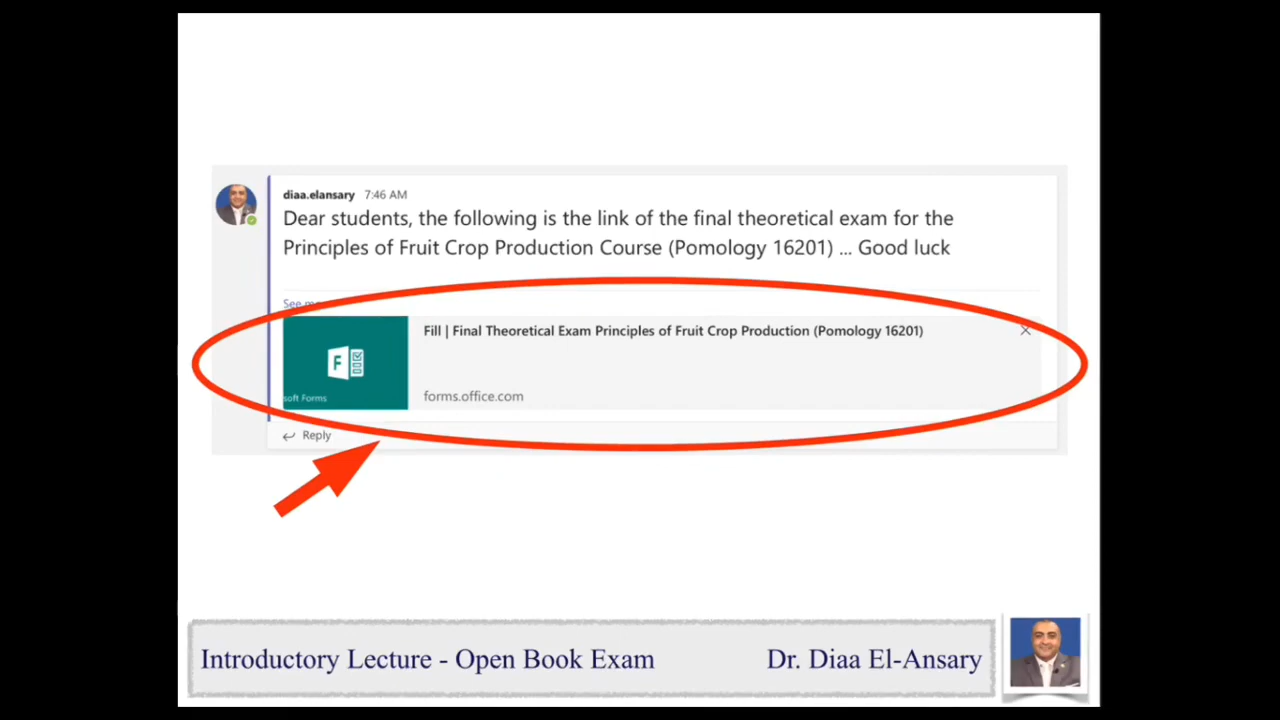 diaa.elansary 7:46 AM
Dear students, the following is the link of the final theoretical exam for the
Principles of Fruit Crop Production Course (Pomology 16201) ... Good luck
See
Fill | Final Theoretical Exam Principles of Fruit Crop Production (Pomology 16201)
F
soft Forms
forms.office.com
Reply
Introductory Lecture - Open Book Exam Dr. Diaa El-Ansary